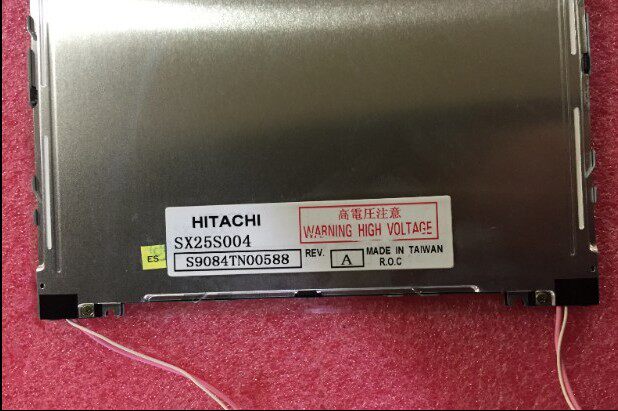 高電圧注意
HITACHI
WARNING HIGH VOLTAGE
SX25S004
ES
S9084TN00588
REV. A
MADE IN TAIWAN
R.O.C